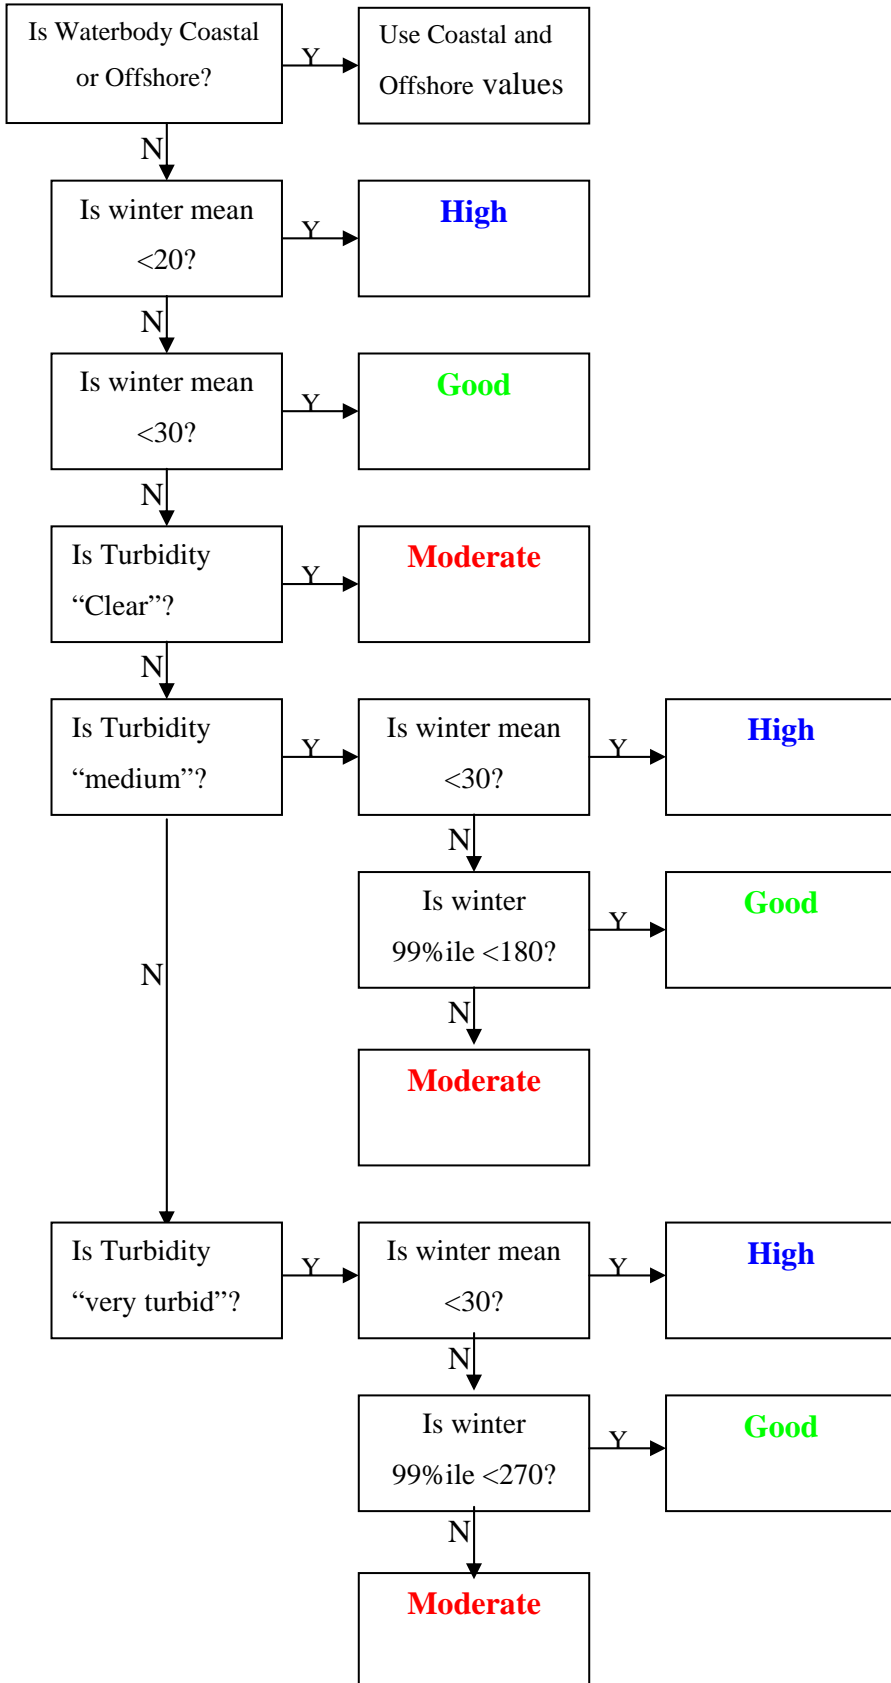 Is Waterbody Coastal
or Offshore?
Y
Use Coastal and
Offshore values
N
Is winter mean
<20?
Y
High
N
Is winter mean
<30?
Y
Good
N
Is Turbidity
“Clear”?
Y
Moderate
N
Is Turbidity
“medium”?
Y
Is winter mean
<30?
Y
High
N
Is winter
99%ile <180?
Y
Good
N
N
Moderate
Is Turbidity
“very turbid”?
Y
Is winter mean
<30?
Y
High
N
Is winter
99%ile <270?
Y
Good
N
Moderate